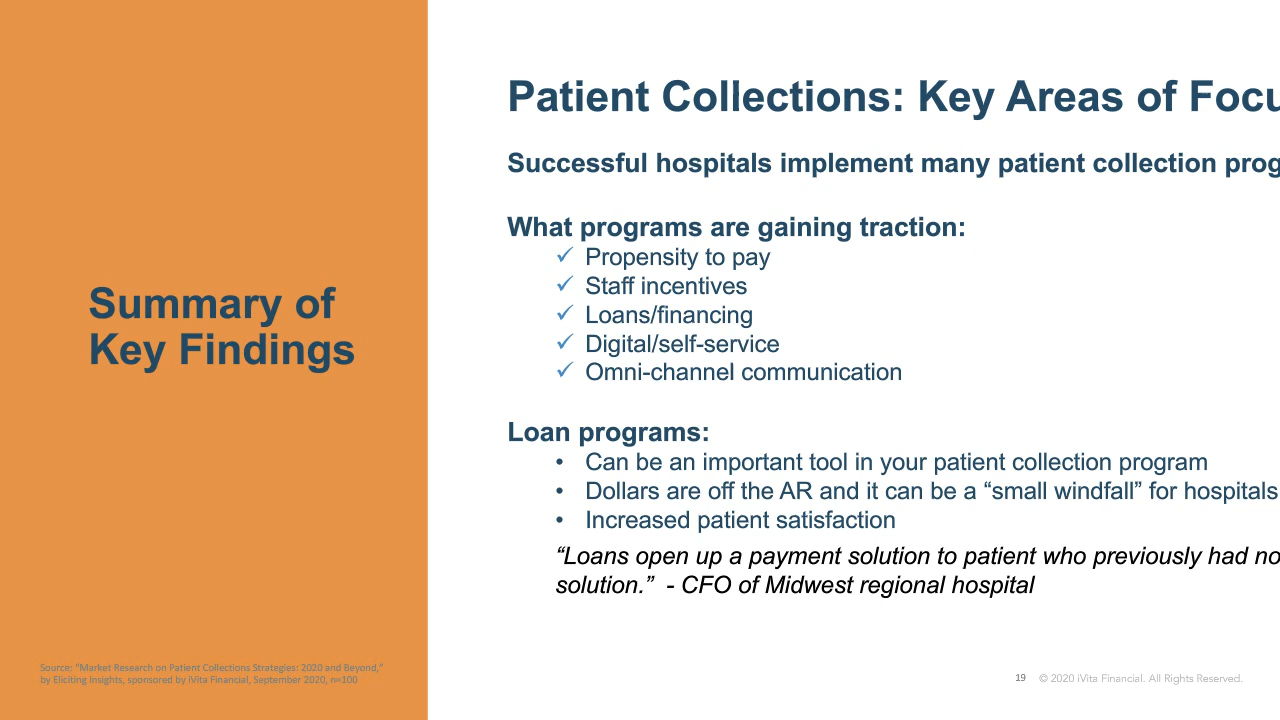 Summary of
Key Findings
Source: "Market Research on Patient Collections Strategies: 2020 and Beyond,"
by Eliciting Insights, sponsored by iVita Financial, September 2020, n=100
Patient Collections: Key Areas of Focu
Successful hospitals implement many patient collection prog
What programs are gaining traction:
✓ Propensity to pay
✓ Staff incentives
✓ Loans/financing
✓ Digital/self-service
✓ Omni-channel communication
Loan programs:
• Can be an important tool in your patient collection program
• Dollars are off the AR and it can be a “small windfall” for hospitals
• Increased patient satisfaction
“Loans open up a payment solution to patient who previously had no
solution.” - CFO of Midwest regional hospital
19 © 2020 iVita Financial. All Rights Reserved.